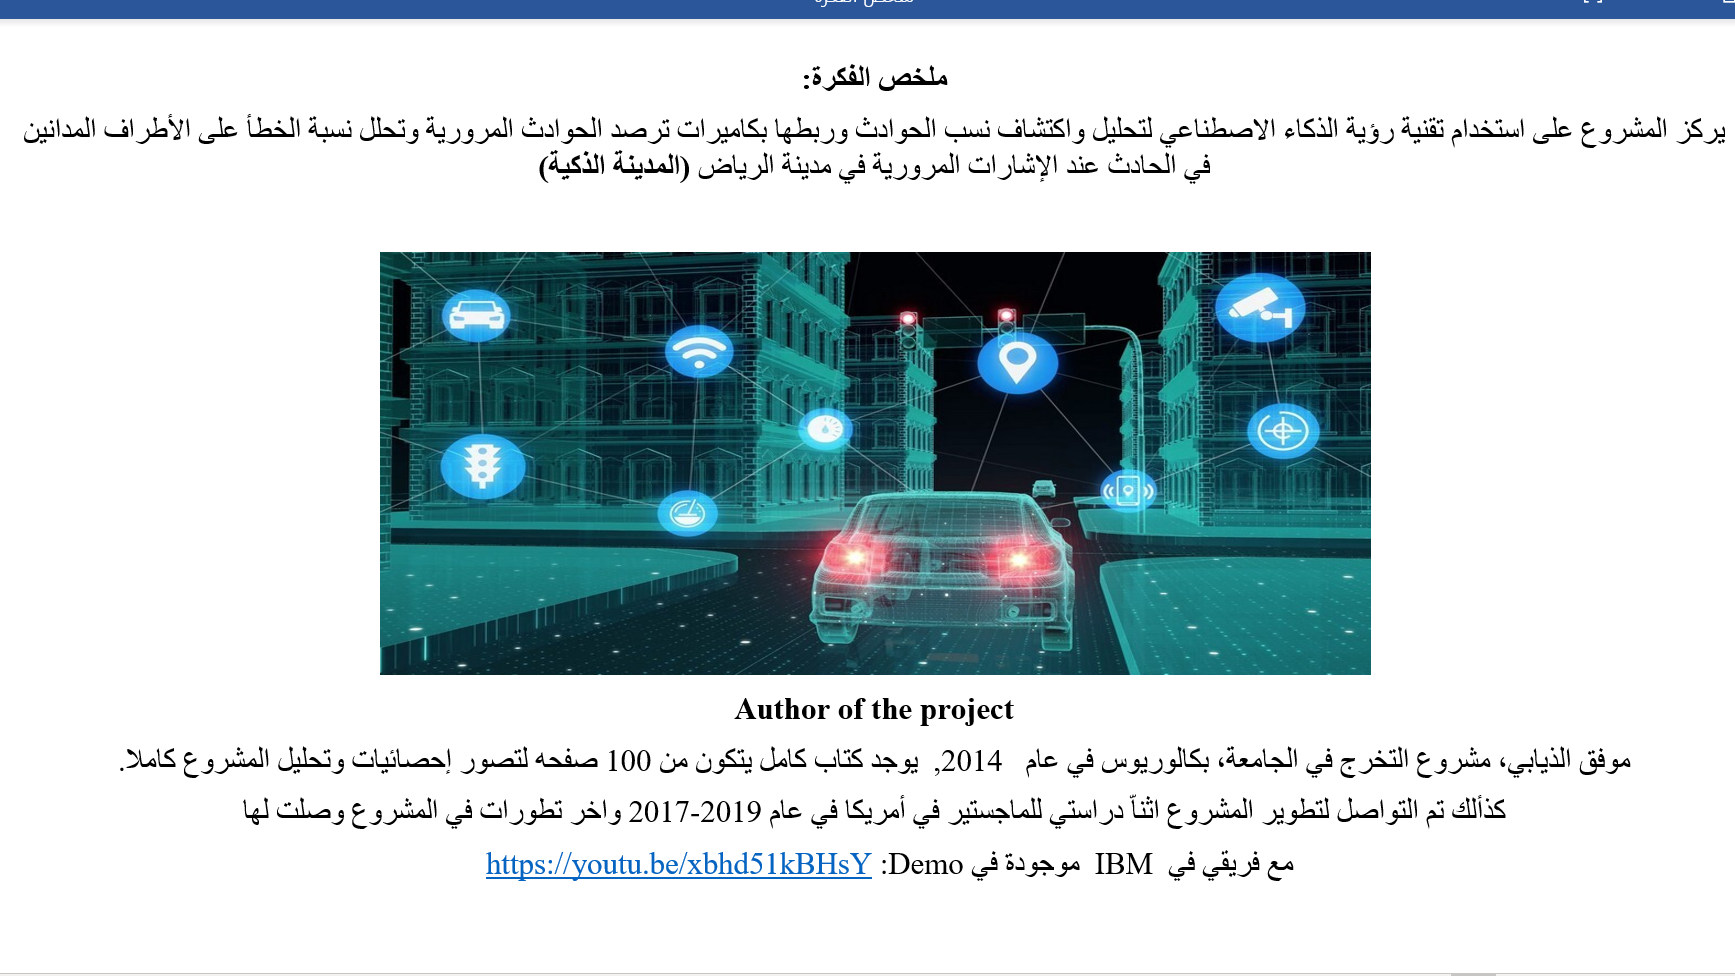 ملخص الفكرة:
يركز المشروع على استخدام تقنية رؤية الذكاء الاصطناعي لتحليل واكتشاف نسب الحوادث وربطها بكاميرات ترصد الحوادث المرورية وتحلل نسبة الخطأ على الأطراف المدانين
في الحادث عند الإشارات المرورية في مدينة الرياض (المدينة الذكية)
Author of the project
موفق الذيابي، مشروع التخرج في الجامعة، بكالوريوس في عام 2014, يوجد كتاب كامل يتكون من 100 صفحه لتصور إحصائيات وتحليل المشروع كاملا.
كذألك تم التواصل لتطوير المشروع اثنآ دراستي للماجستير في أمريكا في عام 2019-2017 واخر تطورات في المشروع وصلت لها
مع فريقي في IBM موجودة في Demo: https://youtu.be/xbhd51kBHsY